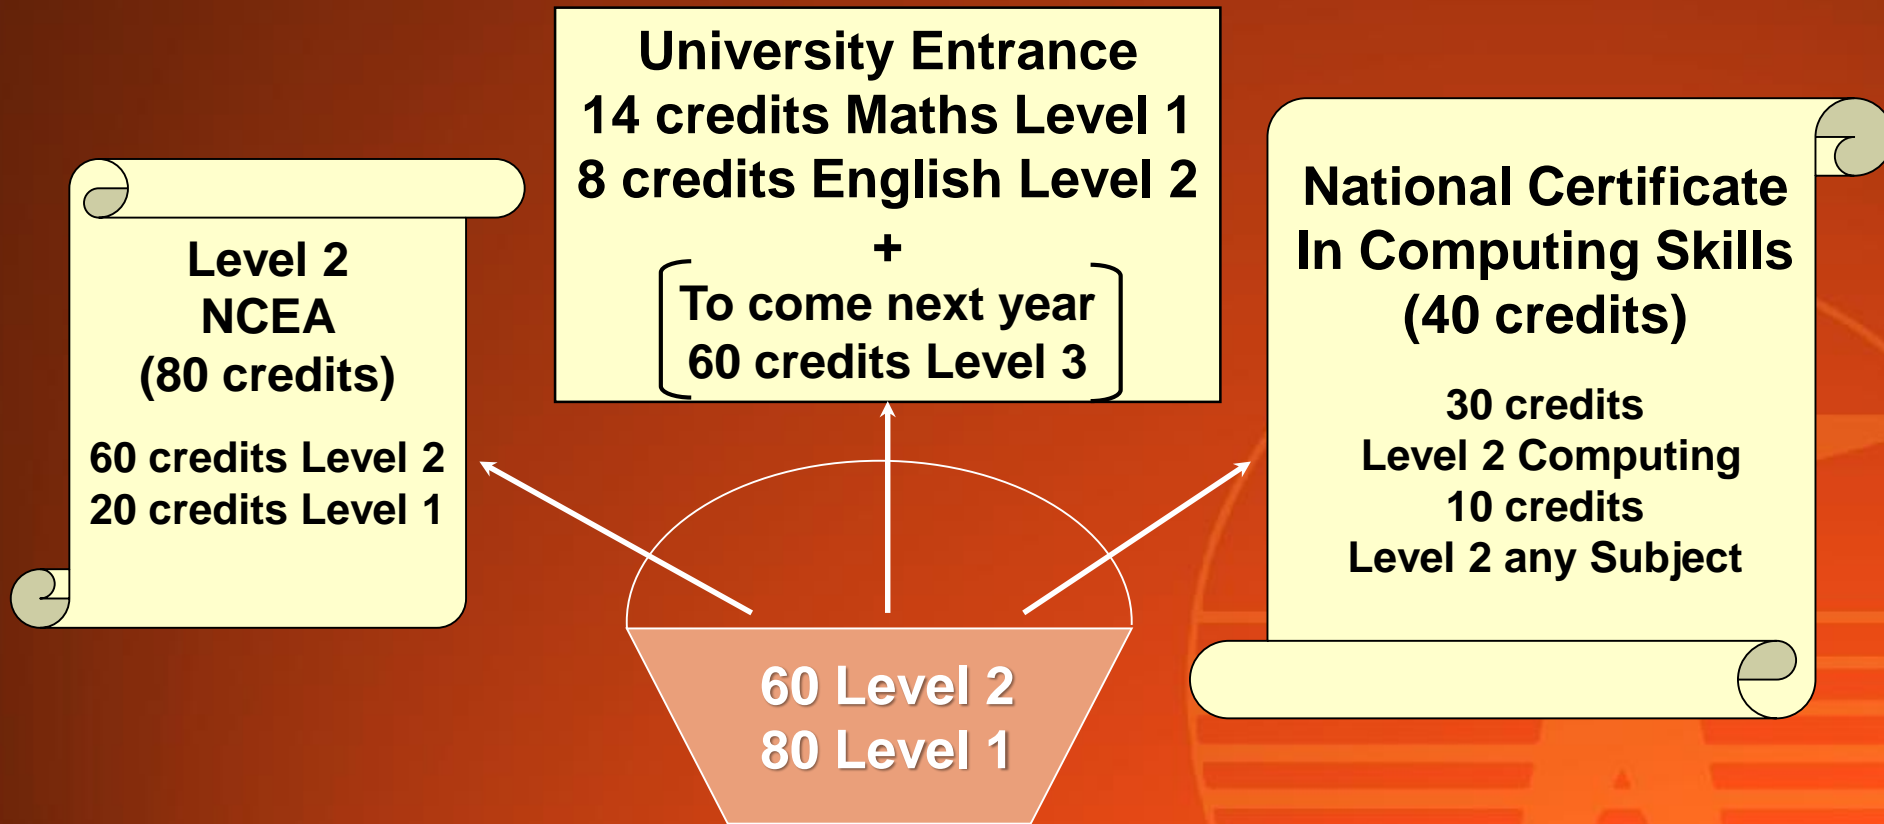 University Entrance
14 credits Maths Level 1
8 credits English Level 2
+
To come next year
60 credits Level 3
Level 2
NCEA
(80 credits)
60 credits Level 2
20 credits Level 1
National Certificate
In Computing Skills
(40 credits)
30 credits
Level 2 Computing
10 credits
Level 2 any Subject
60 Level 2
80 Level 1